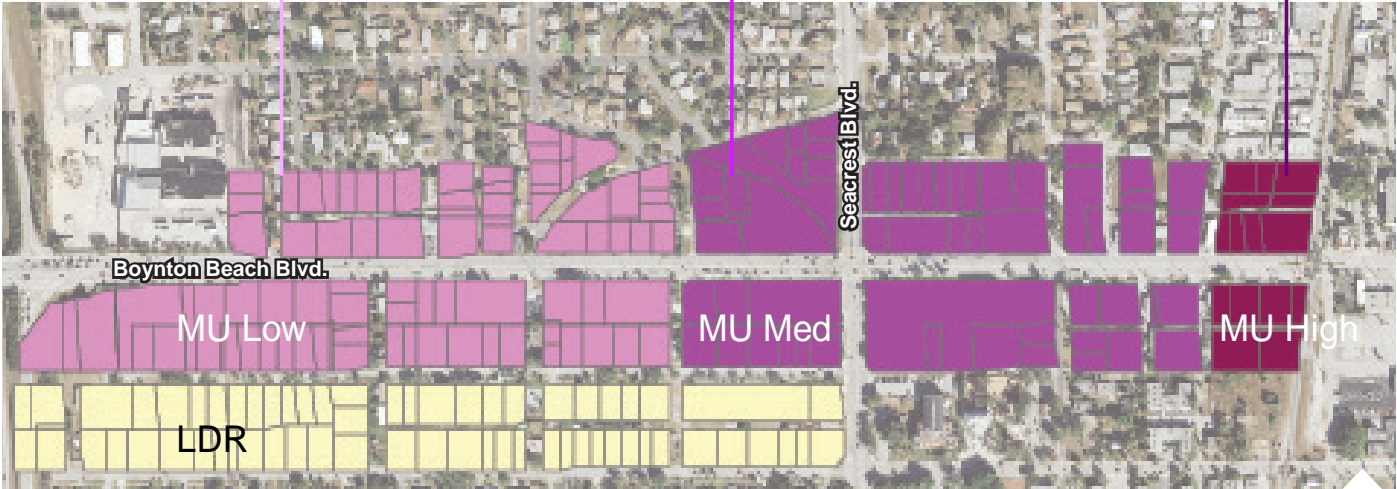 Seacrest Blvd.
Boynton Beach Blvd.
MU Low
MU Med
MU High
LDR